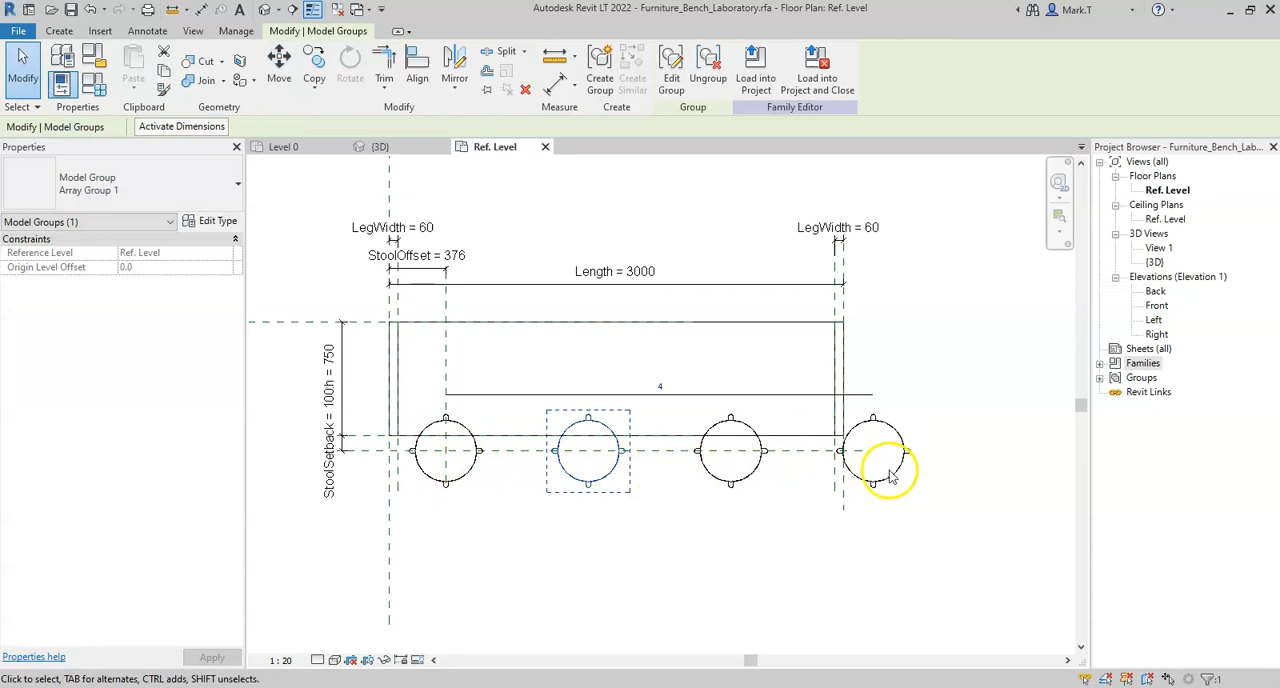 Autodesk Revit LT 2022 - Furniture_Bench_Laboratory.rfa - Floor Plan: Ref. Level
Mark.T
File Create Insert Annotate View Manage Modify | Model Groups
Modify
Paste
Cut
Join
Move
Copy
Rotate
Trim
Align
Mirror
Split
Create Group
Create Similar
Edit Group
Ungroup
Load into Project
Load into Project and Close
Select Properties Clipboard Geometry Modify Measure Create Group Family Editor
Modify | Model Groups Activate Dimensions
Properties
Model Group
Array Group 1
Model Groups (1) Edit Type
Constraints
Reference Level Ref. Level
Origin Level Offset 0.0
Properties help Apply
Level 0 {3D} Ref. Level
LegWidth = 60
LegWidth = 60
StoolOffset = 376
Length = 3000
4
1 : 20
Project Browser - Furniture_Bench_Lab...
Views (all)
Floor Plans
Ref. Level
Ceiling Plans
Ref. Level
3D Views
View 1
{3D}
Elevations (Elevation 1)
Back
Front
Left
Right
Sheets (all)
Families
Groups
Revit Links
Click to select, TAB for alternates, CTRL adds, SHIFT unselects.
:1